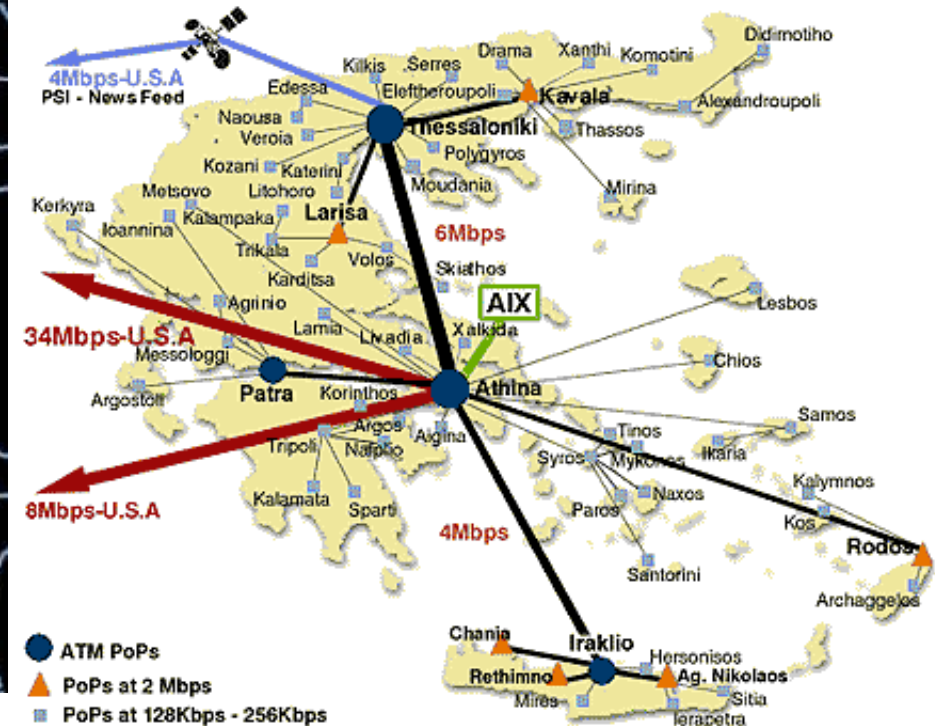 Didimotiho
Drama
Xanthi
Komotini
Kilkis
Serres
4Mbps-U.S.A
PSI - News Feed
Edessa
Eleftheroupoli
Kavala
Alexandroupoli
Naousa
Thessaloniki
Thassos
Veroia
Polygyros
Kozani
Katerini
Moudania
Metsovo
Litohoro
Mirina
Kerkyra
Kalampaka
Larisa
Ioannina
6Mbps
Trikala
Volos
Skiathos
Karditsa
AIX
Agrinio
Lesbos
Lamia
Xalkida
34Mbps-U.S.A
Livadia
Messologgi
Chios
Patra
Korinthos
Athina
Argostoli
Argos
Samos
Aigina
Tinos
Tripoli
Nafplio
Ikaria
Syros
Mykonos
Kalymnos
Kalamata
Naxos
8Mbps-U.S.A
Sparti
Paros
Kos
4Mbps
Rodos
Santorini
Archaggelos
Chania
Iraklio
ATM PoPs
Hersonisos
Rethimno
Ag. Nikolaos
PoPs at 2 Mbps
Mires
Sitia
PoPs at 128Kbps - 256Kbps
Ierapetra